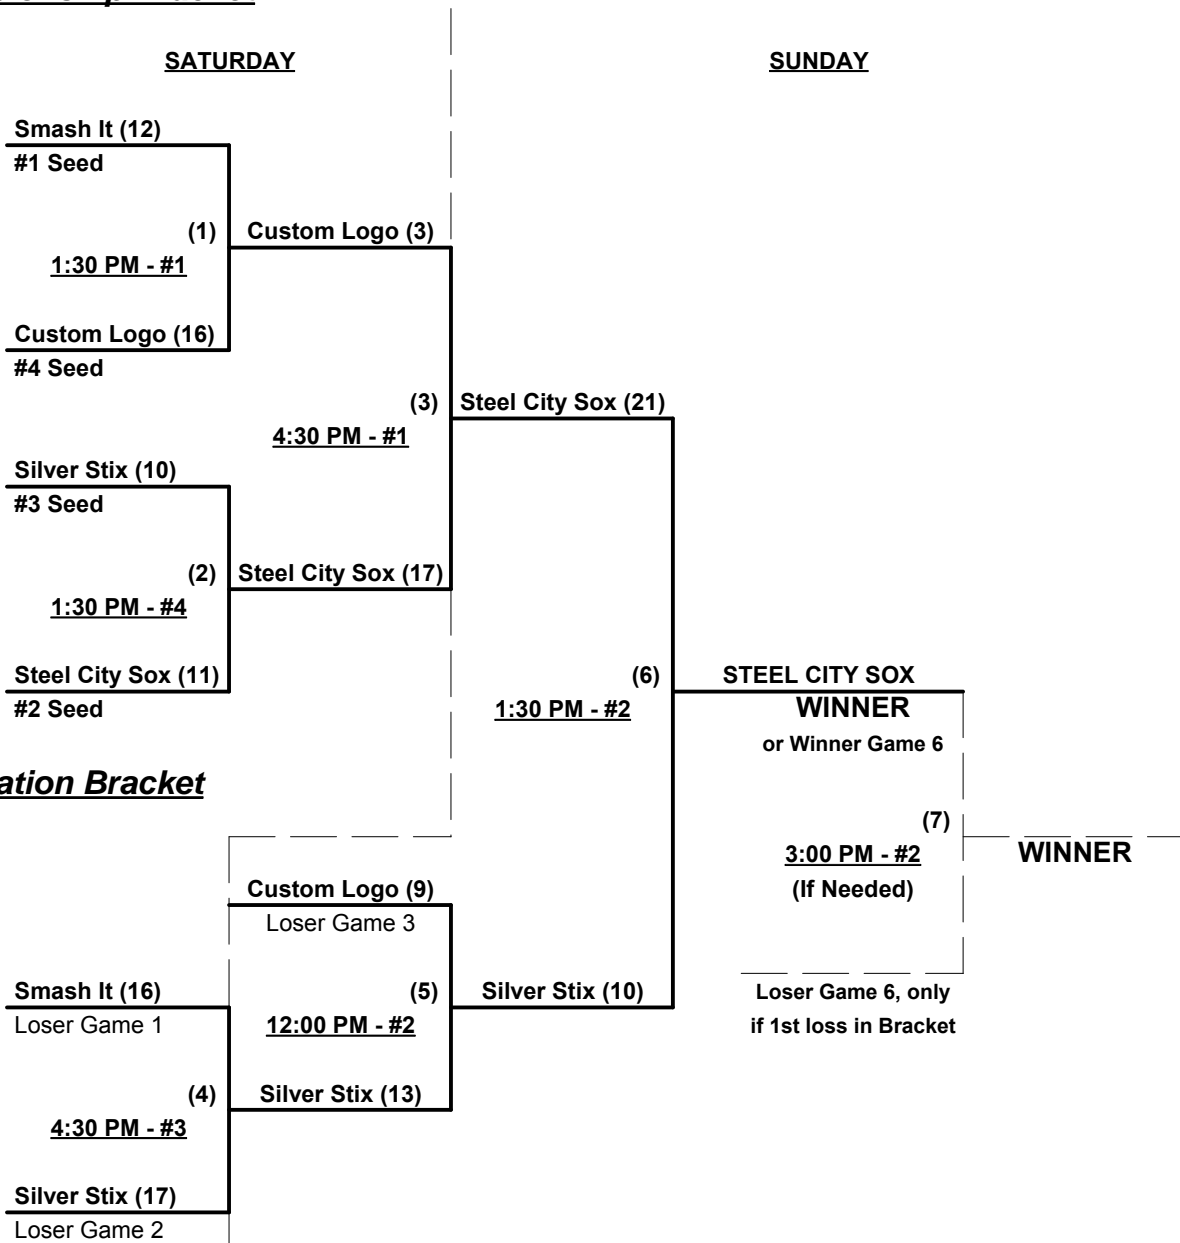 SATURDAY
SUNDAY
Smash It (12)
#1 Seed
(1)
Custom Logo (3)
1:30 PM - #1
Custom Logo (16)
#4 Seed
(3)
Steel City Sox (21)
4:30 PM - #1
Silver Stix (10)
#3 Seed
(2)
Steel City Sox (17)
1:30 PM - #4
Steel City Sox (11)
#2 Seed
(6)
STEEL CITY SOX
1:30 PM - #2
WINNER
or Winner Game 6
ation Bracket
(7)
3:00 PM - #2
WINNER
(If Needed)
Custom Logo (9)
Loser Game 3
Smash It (16)
Loser Game 1
(5)
Silver Stix (10)
12:00 PM - #2
Loser Game 6, only
if 1st loss in Bracket
(4)
Silver Stix (13)
4:30 PM - #3
Silver Stix (17)
Loser Game 2